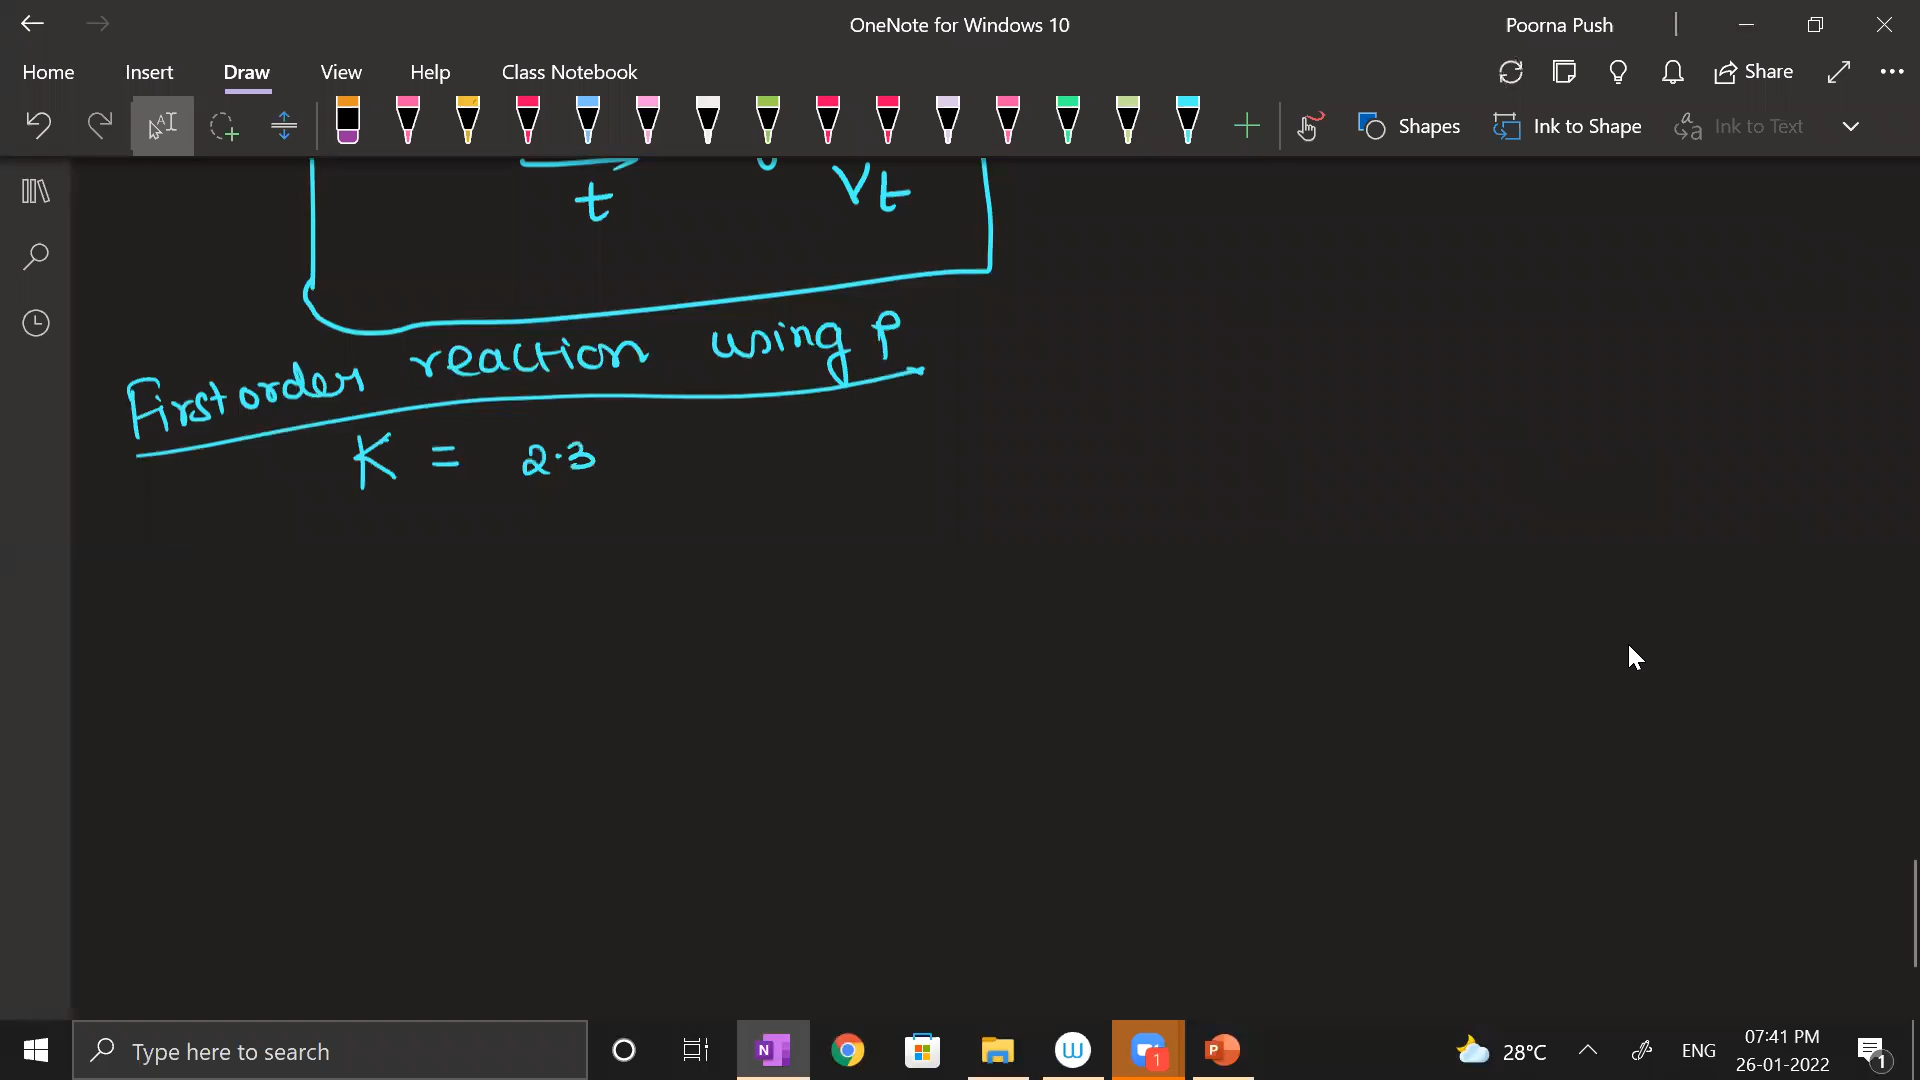 OneNote for Windows 10
Poorna Push
Home Insert Draw View Help Class Notebook
Share
Shapes
Ink to Shape
Ink to Text
t
Vt
First order reaction using P
K = 2.3
Type here to search
28°C
ENG
07:41 PM
26-01-2022